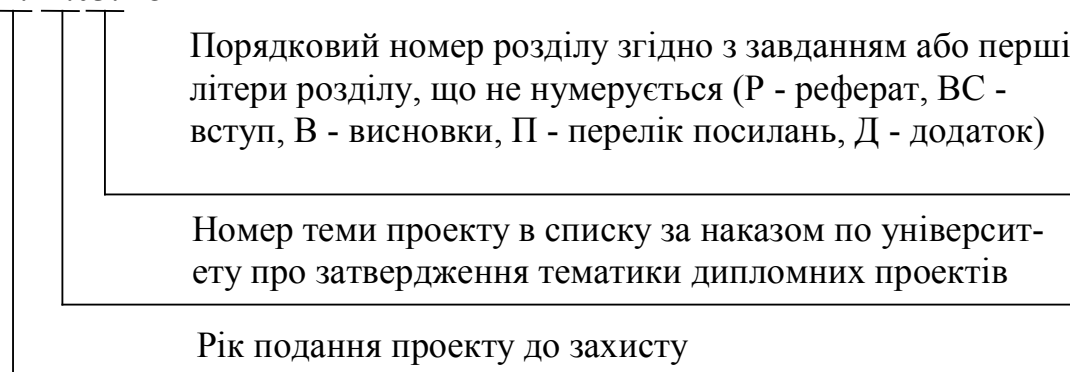 Порядковий номер розділу згідно з завданням або перші
літери розділу, що не нумерується (Р - реферат, ВС -
вступ, В - висновки, П - перелік посилань, Д - додаток)
Номер теми проекту в списку за наказом по університ-
ету про затвердження тематики дипломних проектів
Рік подання проекту до захисту